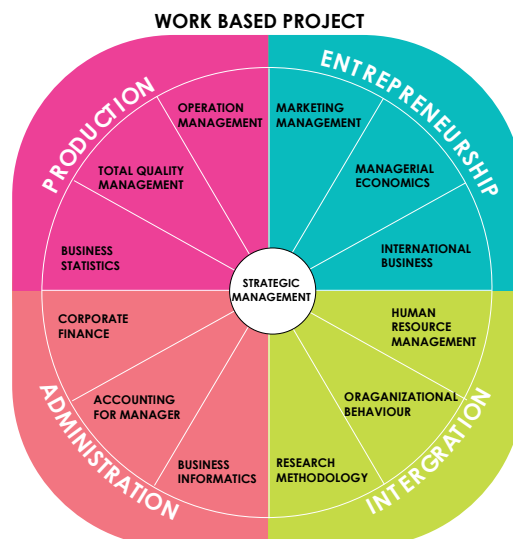 WORK BASED PROJECT
PRODUCTION
OPERATION
MANAGEMENT
TOTAL QUALITY
MANAGEMENT
BUSINESS
STATISTICS
ENTREPRENEURSHIP
MARKETING
MANAGEMENT
MANAGERIAL
ECONOMICS
INTERNATIONAL
BUSINESS
STRATEGIC
MANAGEMENT
CORPORATE
FINANCE
ACCOUNTING
FOR MANAGER
BUSINESS
INFORMATICS
ADMINISTRATION
HUMAN
RESOURCE
MANAGEMENT
ORAGANIZATIONAL
BEHAVIOUR
RESEARCH
METHODOLOGY
INTERGRATION